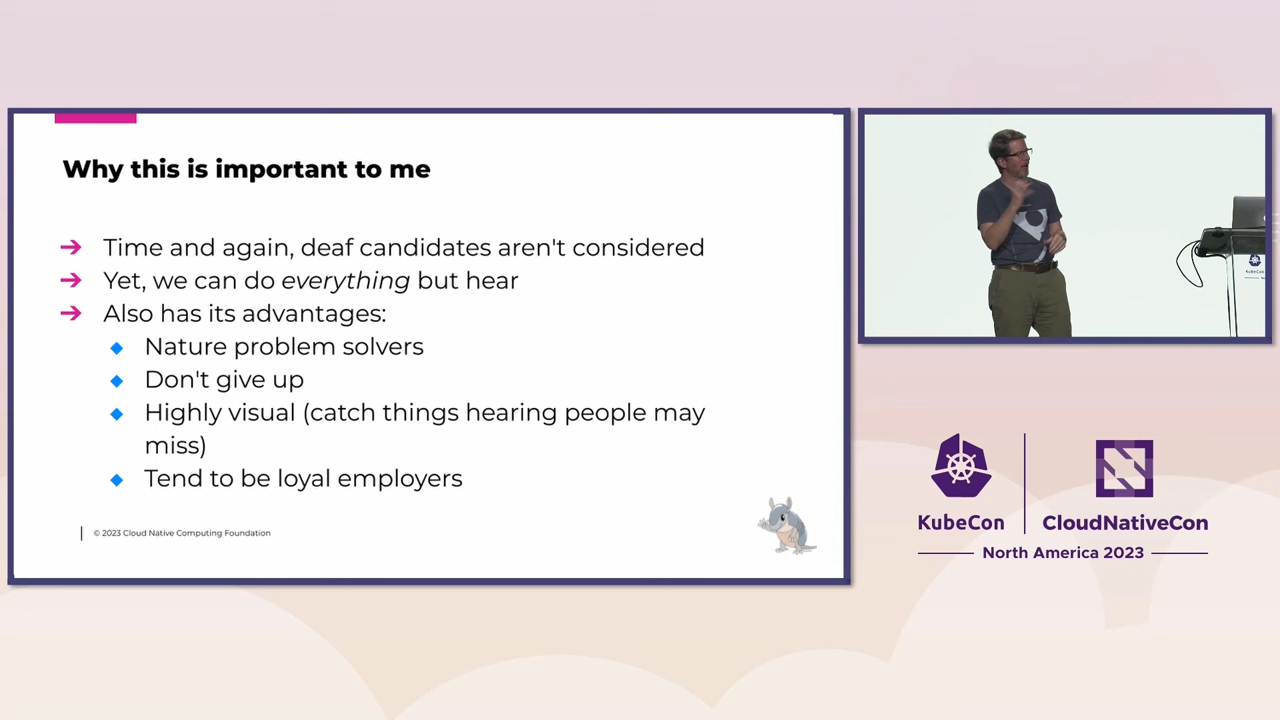 Why this is important to me
➔ Time and again, deaf candidates aren't considered
➔ Yet, we can do everything but hear
➔ Also has its advantages:
◆ Nature problem solvers
◆ Don't give up
◆ Highly visual (catch things hearing people may
miss)
◆ Tend to be loyal employers
© 2023 Cloud Native Computing Foundation
KubeCon
CloudNativeCon
North America 2023